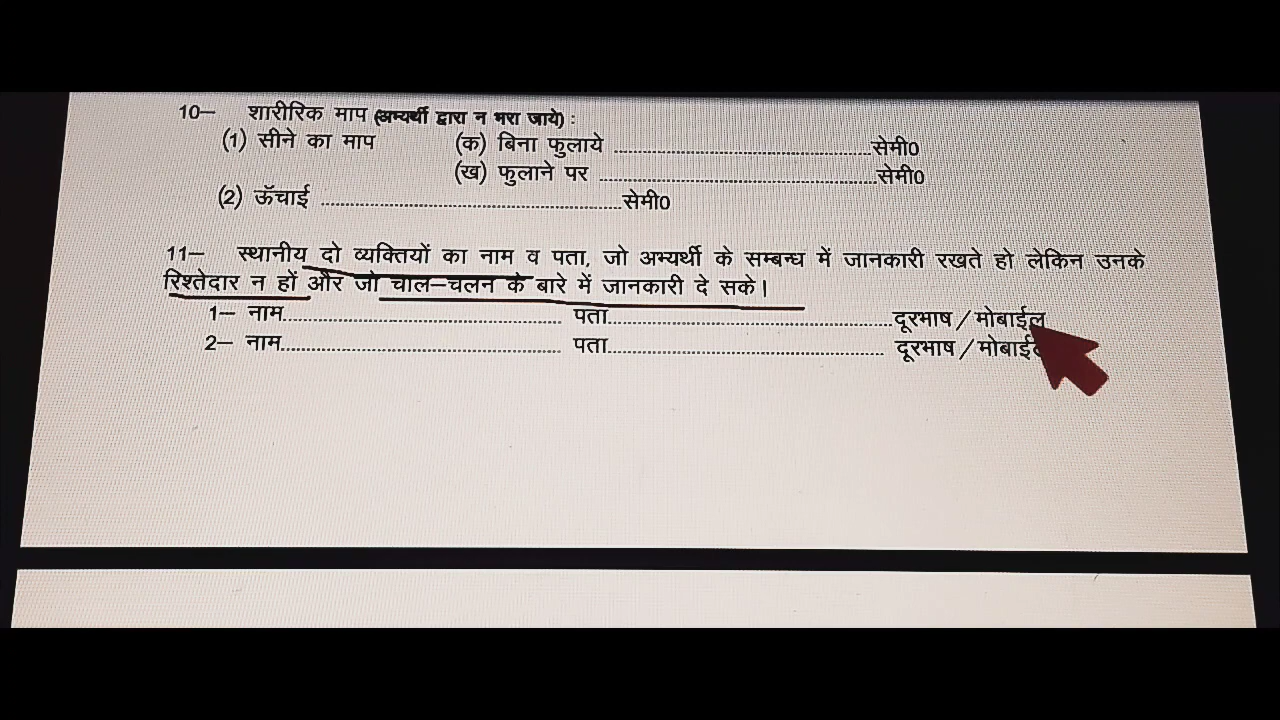 10— शारीरिक माप (अभ्यर्थी द्वारा न भरा जाये) :
(1) सीने का माप (क) बिना फुलाये ........................................... सेमी0
(ख) फुलाने पर ............................................... सेमी0
(2) ऊँचाई ................................................... सेमी0
11— स्थानीय दो व्यक्तियों का नाम व पता, जो अभ्यर्थी के सम्बन्ध में जानकारी रखते हो लेकिन उनके
रिश्तेदार न हों और जो चाल—चलन के बारे में जानकारी दे सके।
1— नाम............................................... पता............................................... दूरभाष/मोबाईल
2— नाम............................................... पता............................................... दूरभाष/मोबाईल